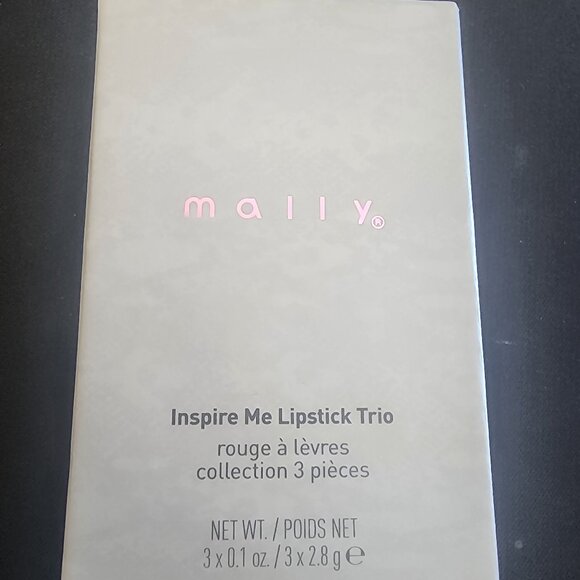 mally®
Inspire Me Lipstick Trio
rouge à lèvres
collection 3 pièces
NET WT. / POIDS NET
3 x 0.1 oz. / 3 x 2.8 g ℮